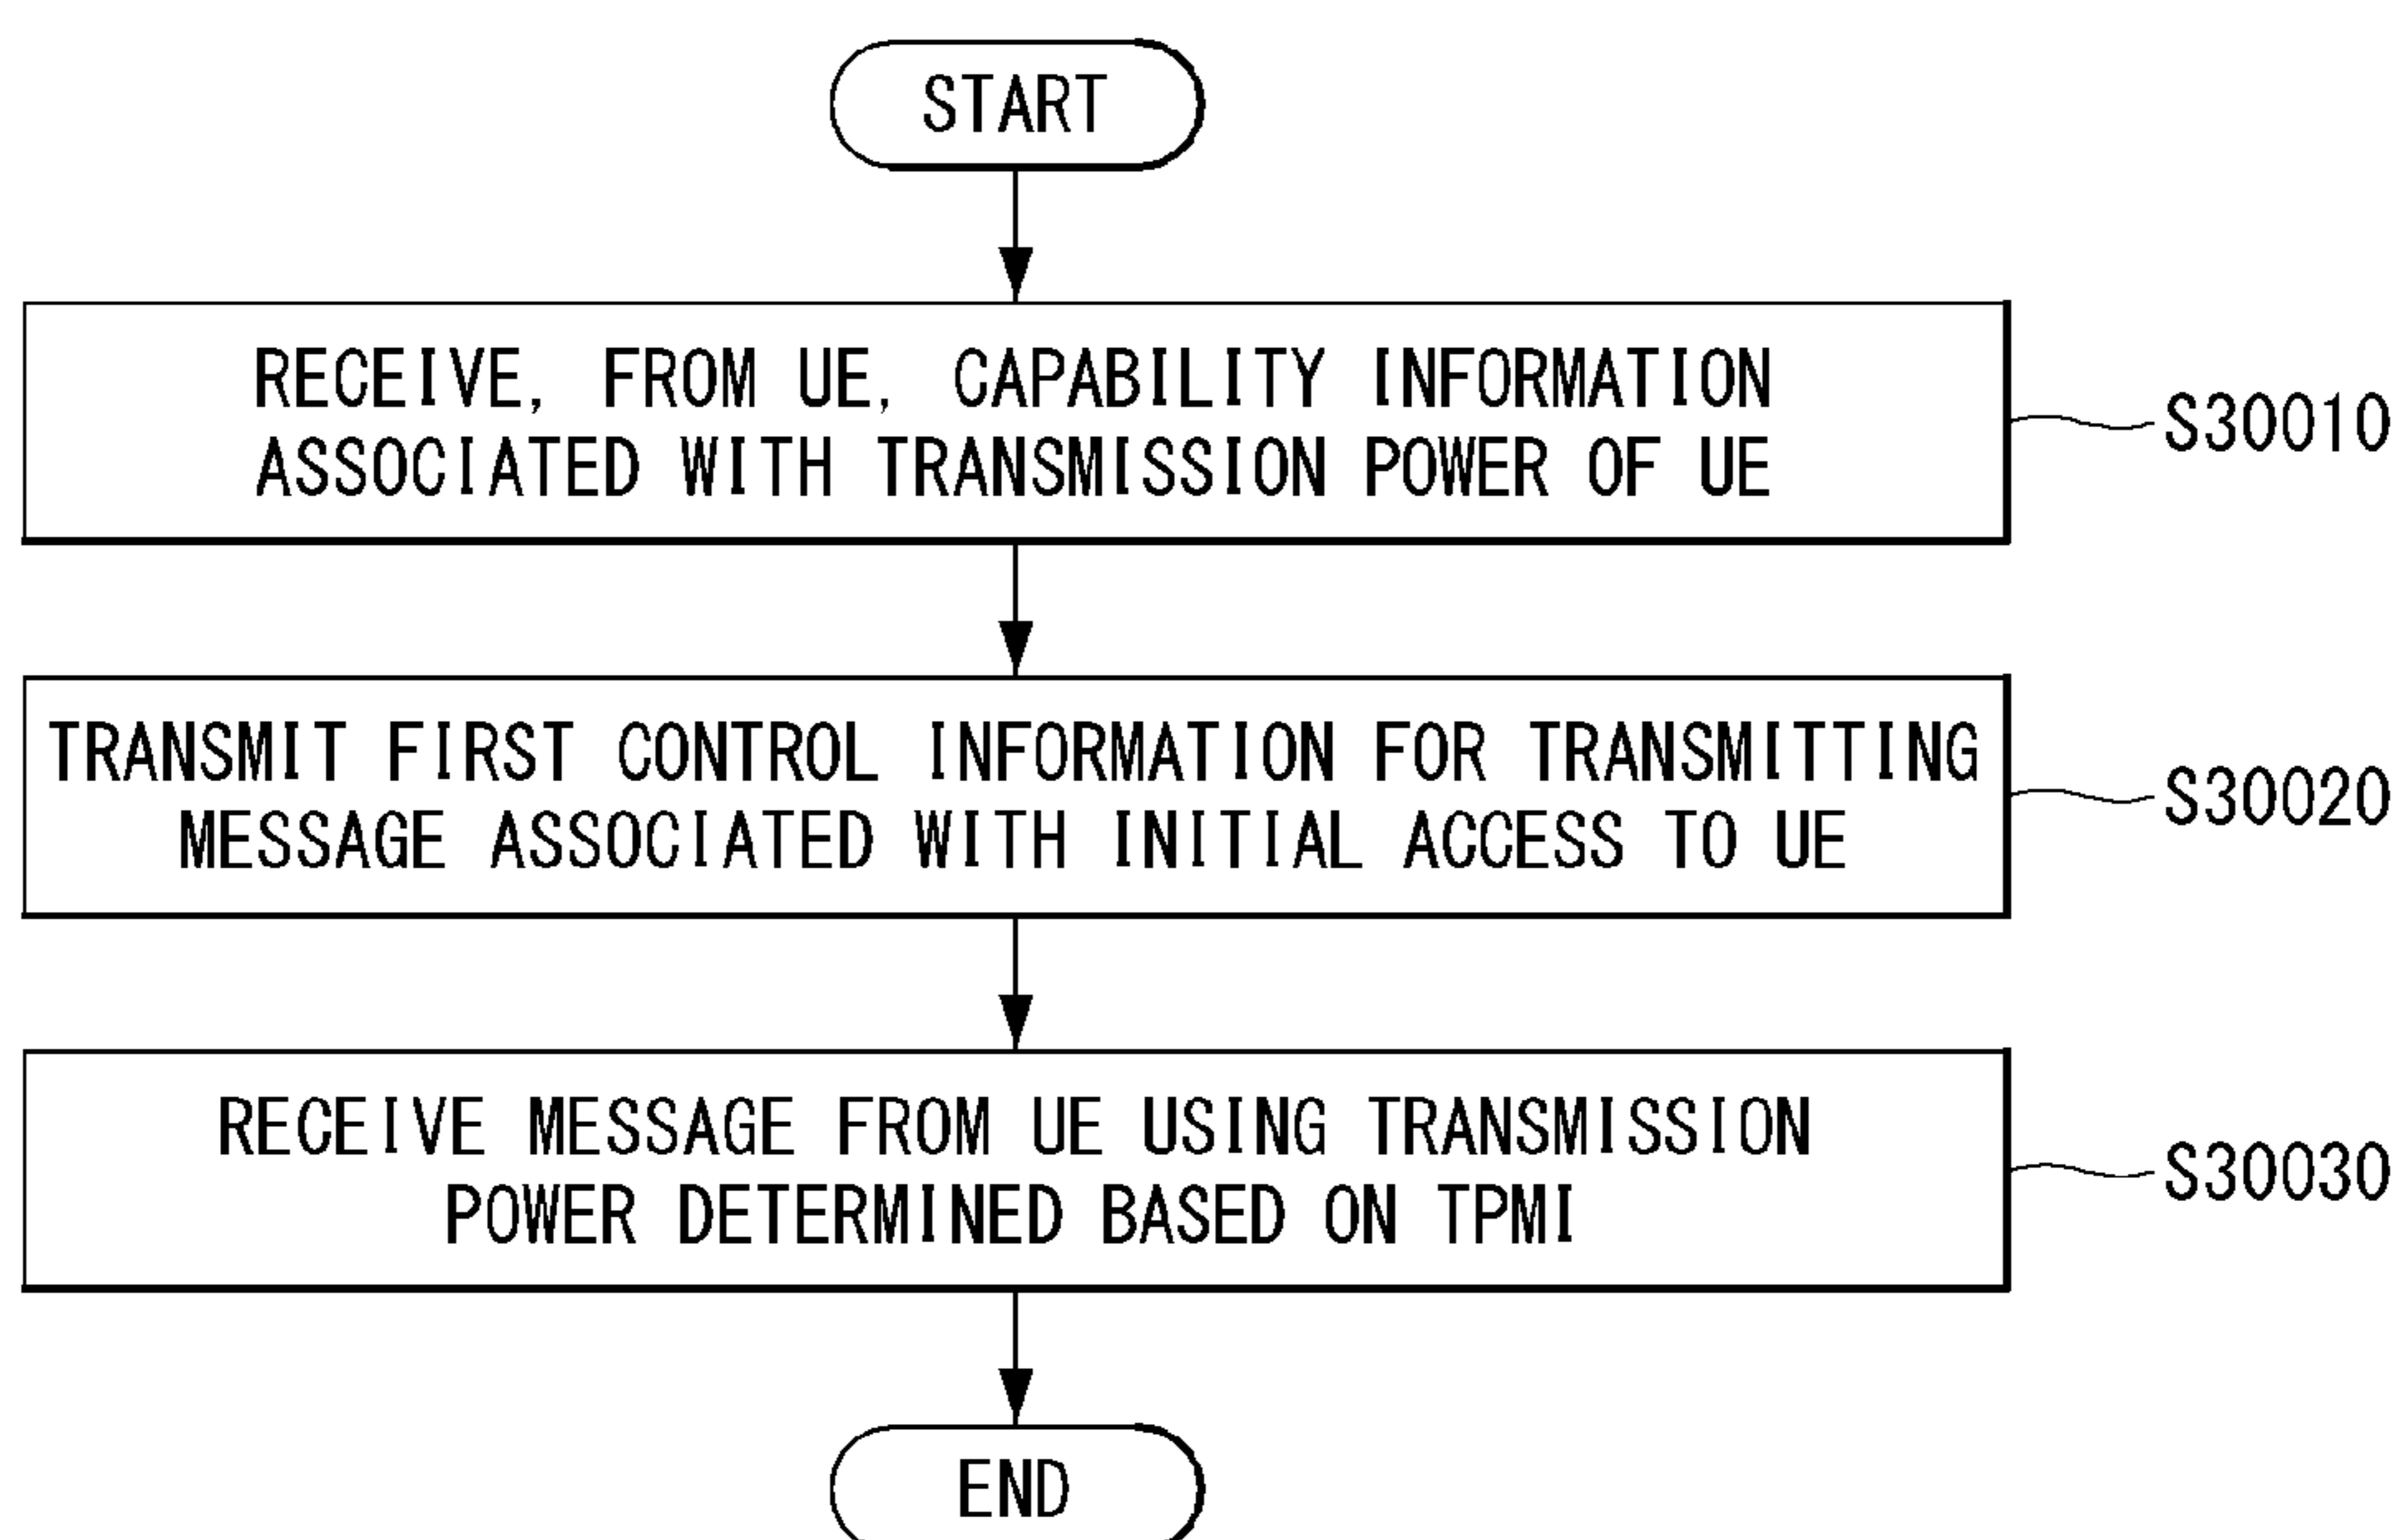 START
RECEIVE, FROM UE, CAPABILITY INFORMATION
ASSOCIATED WITH TRANSMISSION POWER OF UE
S30010
TRANSMIT FIRST CONTROL INFORMATION FOR TRANSMITTING
MESSAGE ASSOCIATED WITH INITIAL ACCESS TO UE
S30020
RECEIVE MESSAGE FROM UE USING TRANSMISSION
POWER DETERMINED BASED ON TPMI
S30030
END